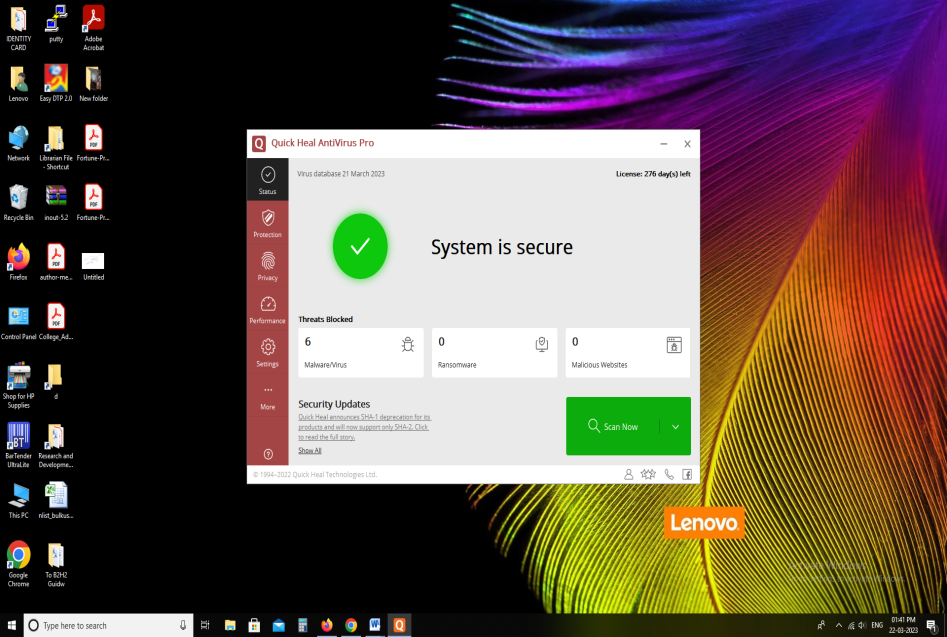 IDENTITY
CARD
putty
Adobe
Acrobat
Lenovo
Easy DTP 2.0
New folder
Network
Librarian File
- Shortcut
Fortune-Pr...
Recycle Bin
inout-5.2
Fortune-Pr...
Firefox
author-me...
Untitled
Control Panel
College_Ad...
Shop for HP
Supplies
d
BarTender
UltraLite
Research and
Developme...
This PC
nlist_bulkus...
Google
Chrome
To B2H2
Guidw
Quick Heal AntiVirus Pro
Status
Protection
Privacy
Performance
Settings
More
Virus database 21 March 2023
License: 276 day(s) left
System is secure
Threats Blocked
6
Malware/Virus
0
Ransomware
0
Malicious Websites
Security Updates
Quick Heal announces SHA-1 deprecation for its
products and will now support only SHA-2. Click
to read the full story.
Show All
Scan Now
© 1994-2022 Quick Heal Technologies Ltd.
Lenovo
Activate Windows
Type here to search
ENG
01:41 PM
22-03-2023